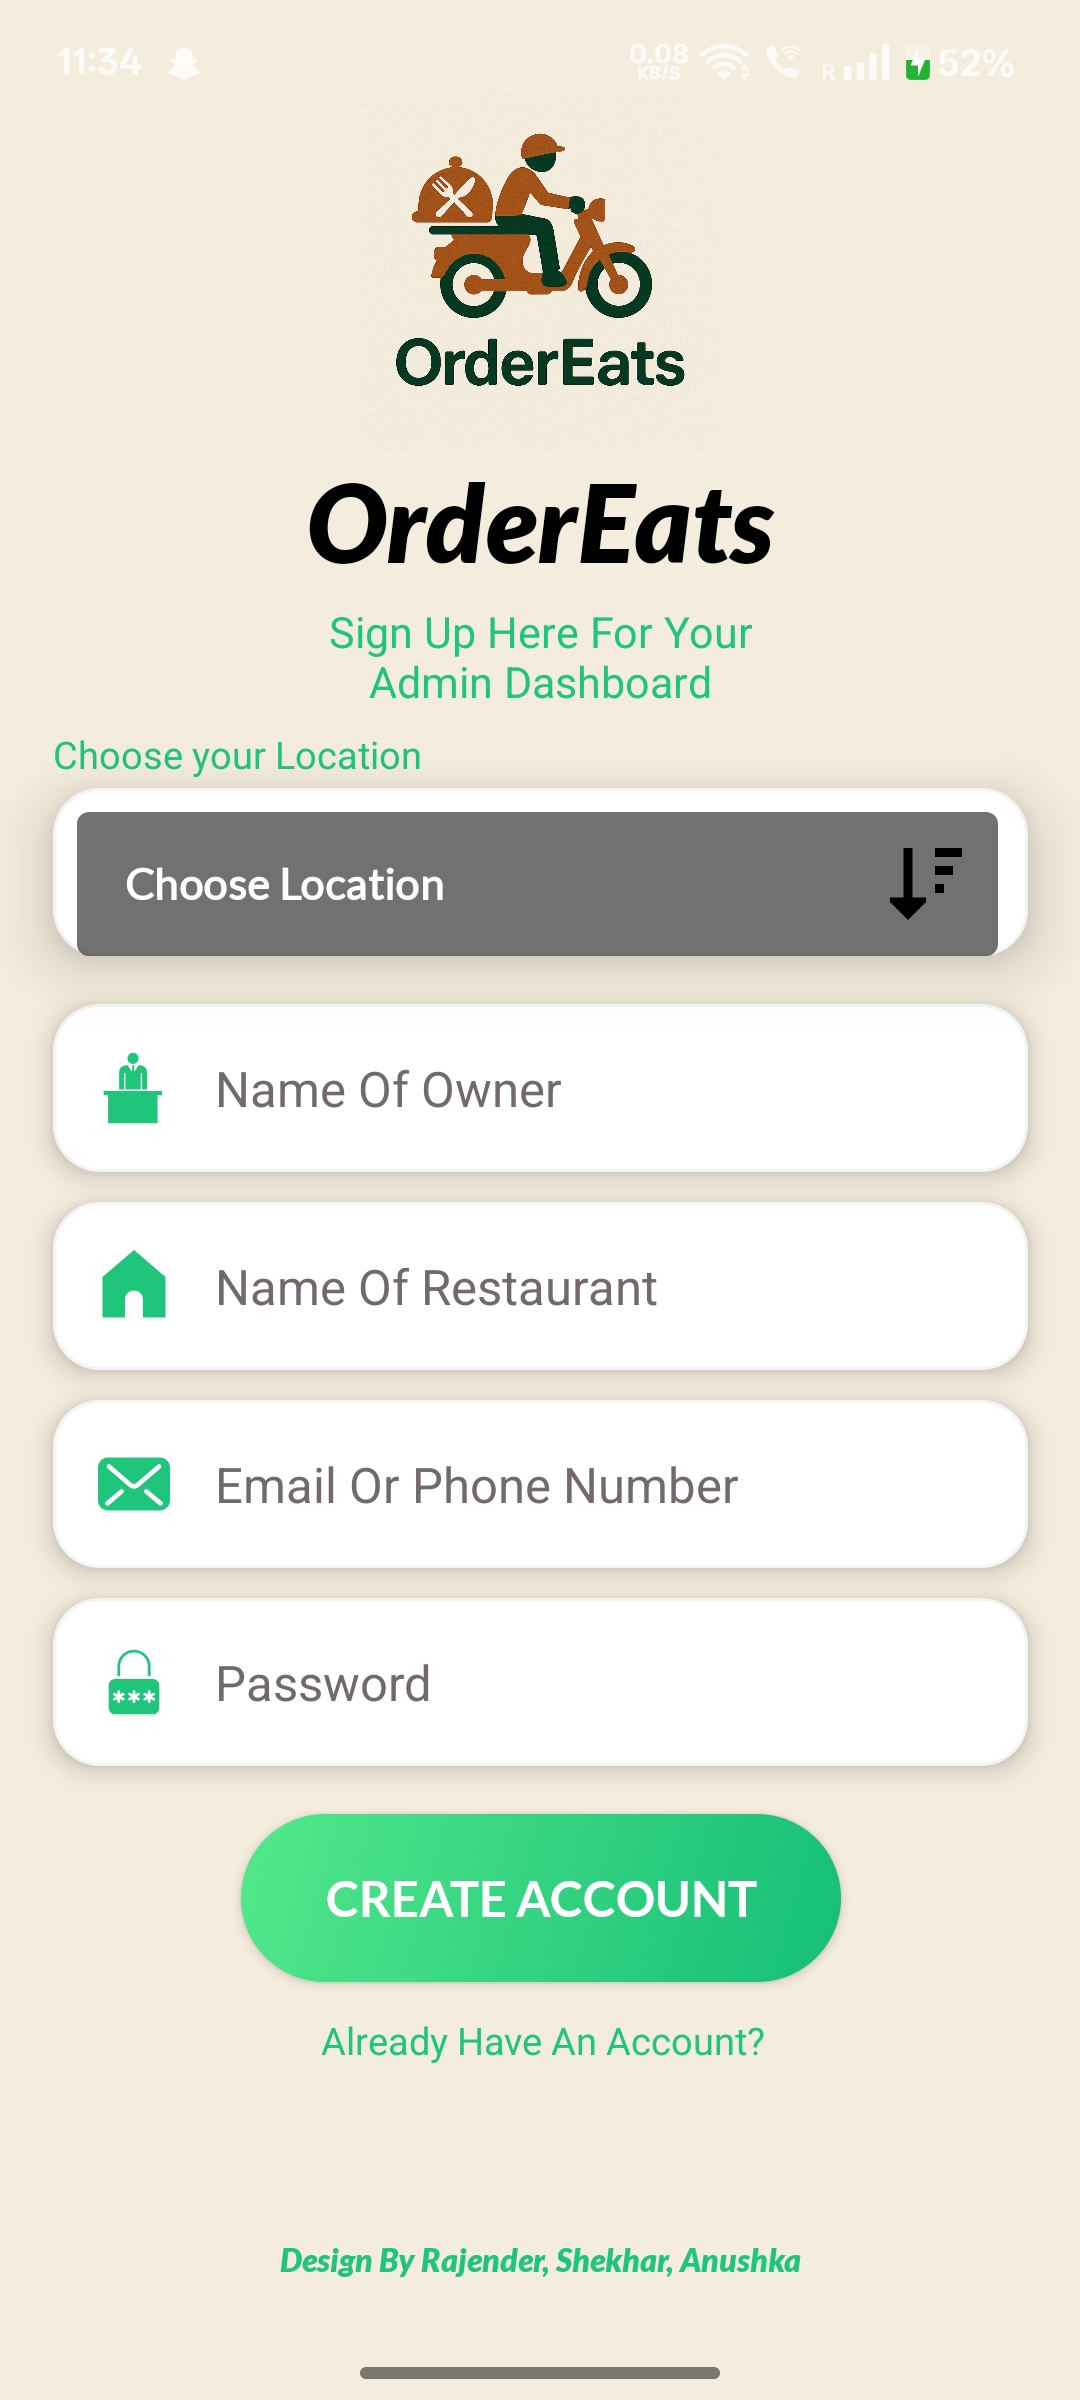 11:34
0.08
KB/S
R
52%
OrderEats
OrderEats
Sign Up Here For Your
Admin Dashboard
Choose your Location
Choose Location
Name Of Owner
Name Of Restaurant
Email Or Phone Number
***
Password
CREATE ACCOUNT
Already Have An Account?
Design By Rajender, Shekhar, Anushka